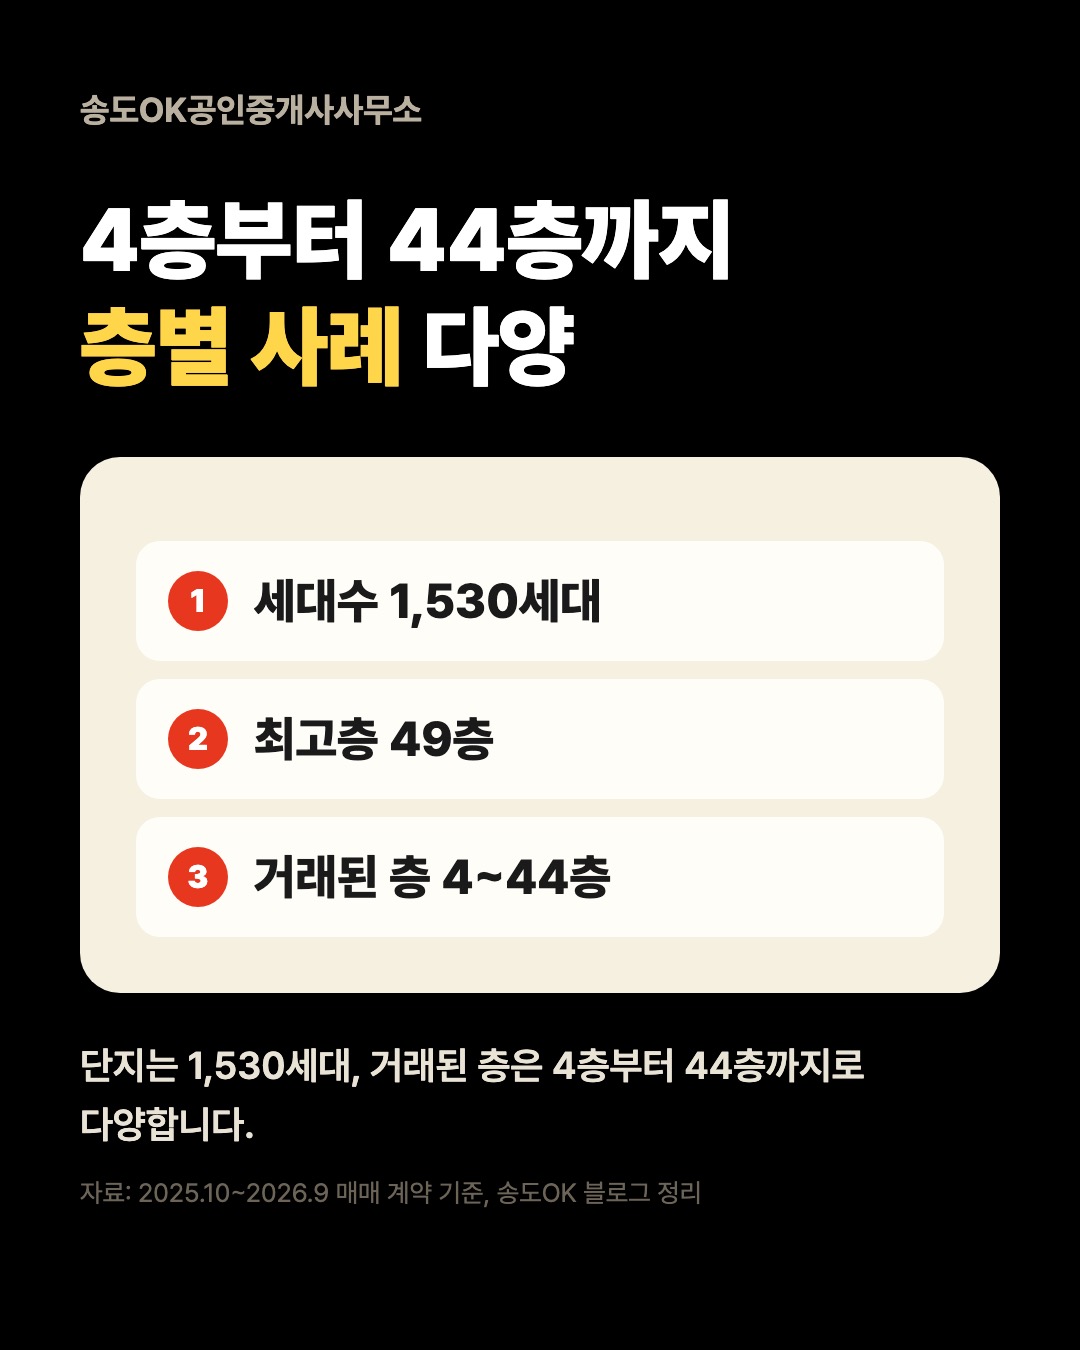 송도OK공인중개사사무소
4층부터 44층까지
층별 사례 다양
1 세대수 1,530세대
2 최고층 49층
3 거래된 층 4~44층
단지는 1,530세대, 거래된 층은 4층부터 44층까지로
다양합니다.
자료: 2025.10~2026.9 매매 계약 기준, 송도OK 블로그 정리